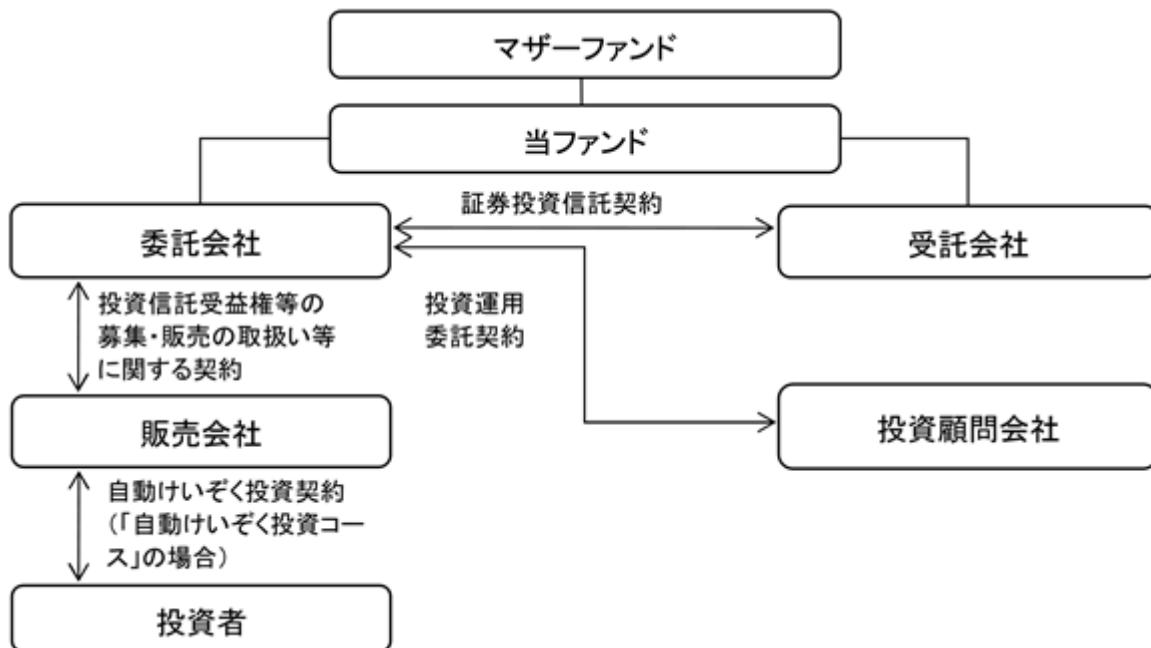 マザーファンド
当ファンド
証券投資信託契約
委託会社
受託会社
投資信託受益権等の
募集・販売の取扱い等
に関する契約
投資運用
委託契約
販売会社
投資顧問会社
自動けいぞく投資契約
（「自動けいぞく投資コー
ス」の場合）
投資者